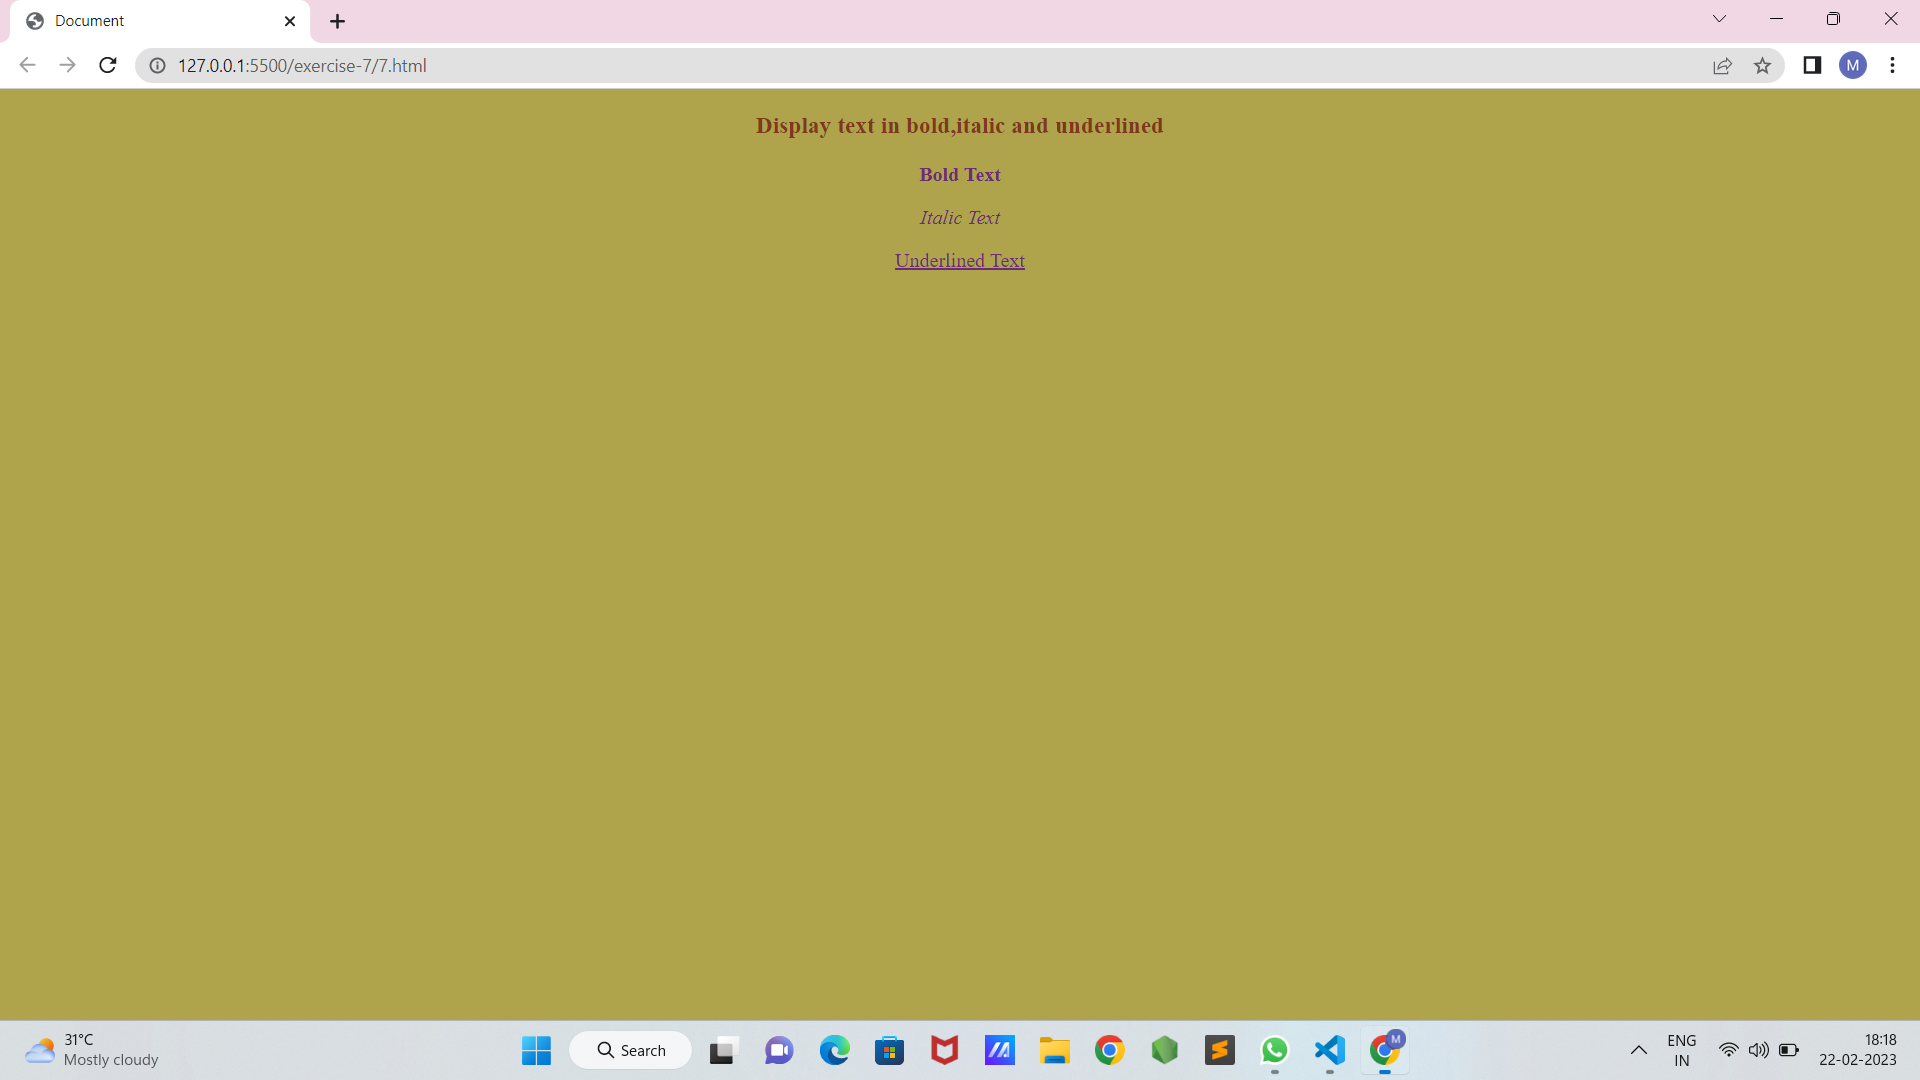 Document
127.0.0.1:5500/exercise-7/7.html
M
Display text in bold,italic and underlined
Bold Text
Italic Text
Underlined Text
31°C
Mostly cloudy
Search
M
ENG
IN
18:18
22-02-2023